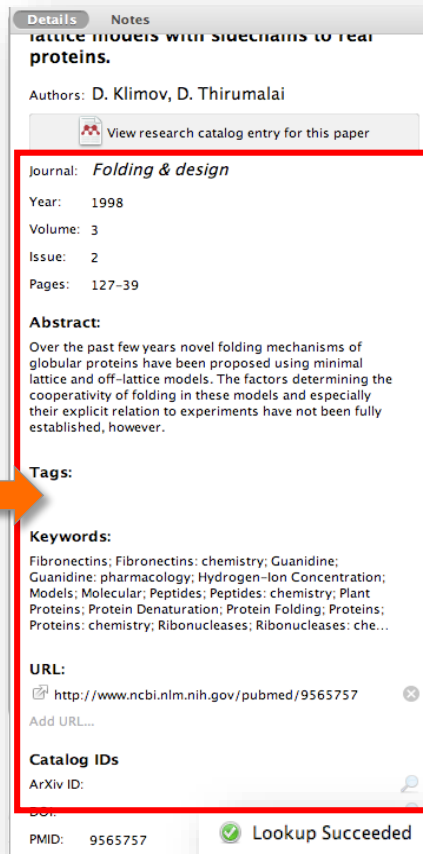 Details Notes
lattice models with sidechains to real
proteins.
Authors: D. Klimov, D. Thirumalai
View research catalog entry for this paper
Journal: Folding & design
Year: 1998
Volume: 3
Issue: 2
Pages: 127–39
Abstract:
Over the past few years novel folding mechanisms of
globular proteins have been proposed using minimal
lattice and off–lattice models. The factors determining the
cooperativity of folding in these models and especially
their explicit relation to experiments have not been fully
established, however.
Tags:
Keywords:
Fibronectins; Fibronectins: chemistry; Guanidine;
Guanidine: pharmacology; Hydrogen–Ion Concentration;
Models; Molecular; Peptides; Peptides: chemistry; Plant
Proteins; Protein Denaturation; Protein Folding; Proteins;
Proteins: chemistry; Ribonucleases; Ribonucleases: che...
URL:
http://www.ncbi.nlm.nih.gov/pubmed/9565757
Add URL...
Catalog IDs
ArXiv ID:
DOI:
PMID: 9565757
Lookup Succeeded